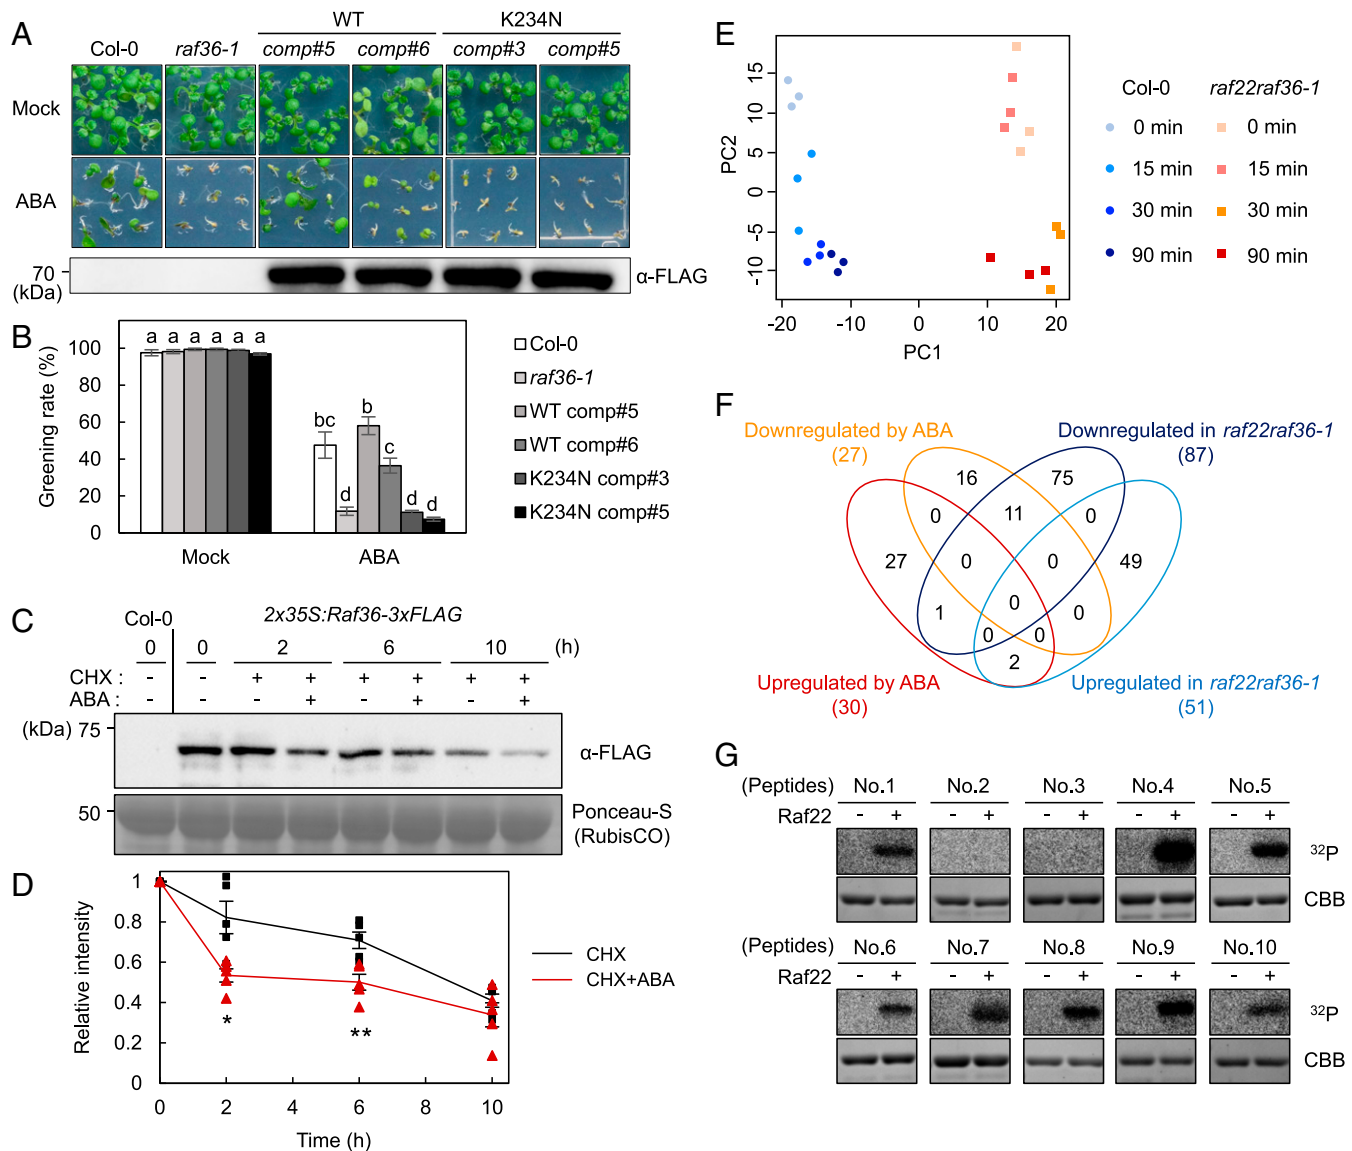 A
WT K234N
Col-0 raf36-1 comp#5 comp#6 comp#3 comp#5
Mock
ABA
70
(kDa)
α-FLAG
B
Greening rate (%)
100
80
60
40
20
0
a a a a a a
bc d b c d d
Mock ABA
Col-0
raf36-1
WT comp#5
WT comp#6
K234N comp#3
K234N comp#5
C
Col-0 2x35S:Raf36-3xFLAG
0 0 2 6 10 (h)
CHX : - - + + + + + +
ABA : - - - + - + - +
(kDa) 75
α-FLAG
50
Ponceau-S
(RubisCO)
D
Relative intensity
1
0.8
0.6
0.4
0.2
0
* **
0 2 4 6 8 10
Time (h)
CHX
CHX+ABA
E
PC2
15
10
5
0
-5
-10
-20 -10 0 10 20
PC1
Col-0 raf22raf36-1
0 min 0 min
15 min 15 min
30 min 30 min
90 min 90 min
F
Downregulated by ABA
(27)
Downregulated in raf22raf36-1
(87)
16 75
0 11 0
27 0 0 49
1 0 0
0 0
2
Upregulated by ABA
(30)
Upregulated in raf22raf36-1
(51)
G
(Peptides) No.1 No.2 No.3 No.4 No.5
Raf22 - + - + - + - + - +
32P
CBB
(Peptides) No.6 No.7 No.8 No.9 No.10
Raf22 - + - + - + - + - +
32P
CBB